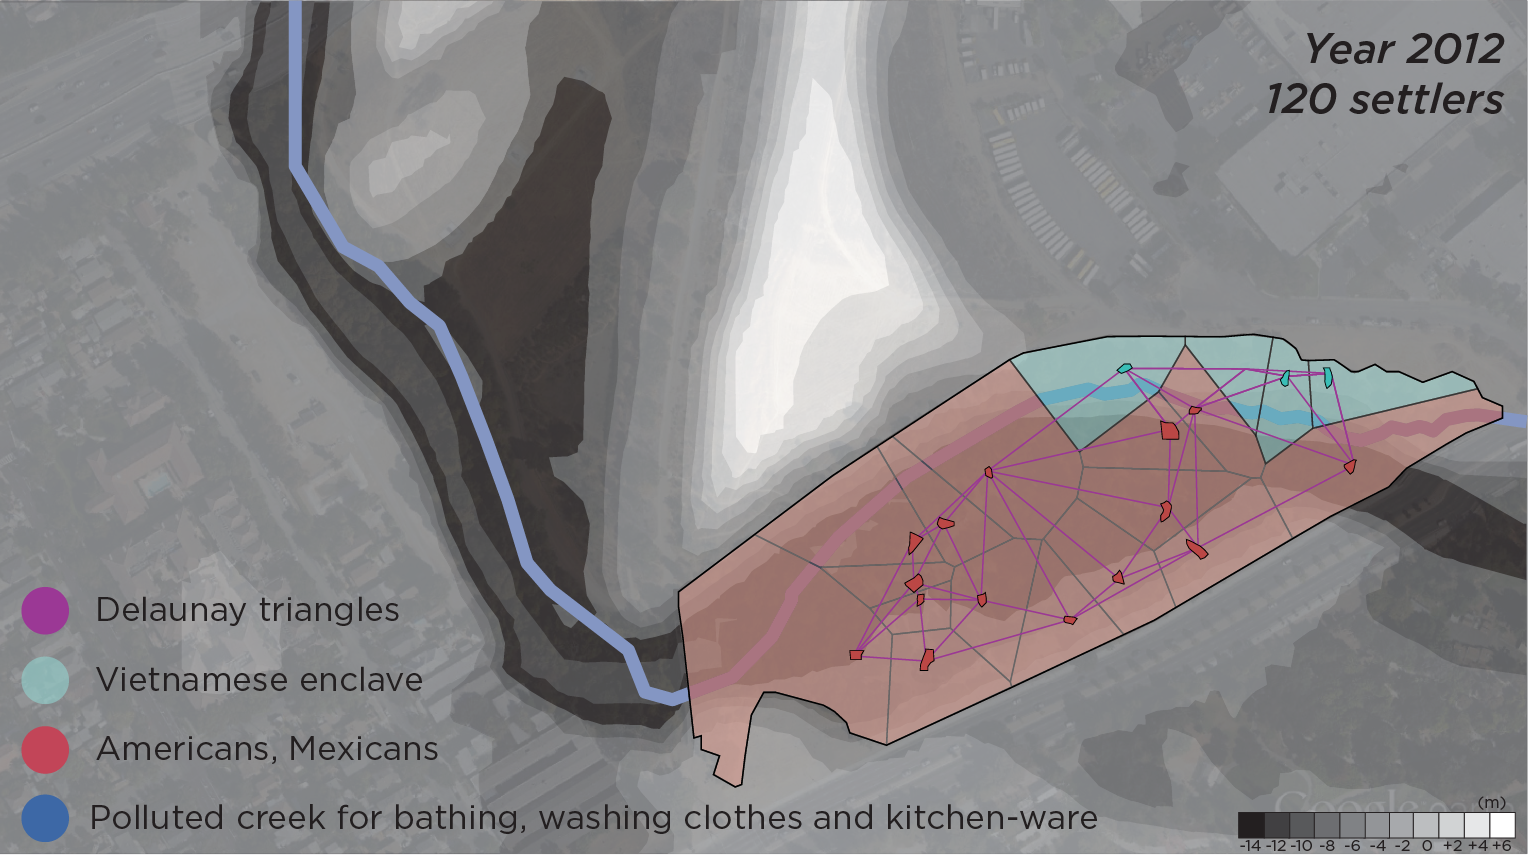 Year 2012
120 settlers
Delaunay triangles
Vietnamese enclave
Americans, Mexicans
Polluted creek for bathing, washing clothes and kitchen-ware
(m)
-14 -12 -10 -8 -6 -4 -2 0 +2 +4 +6
Google